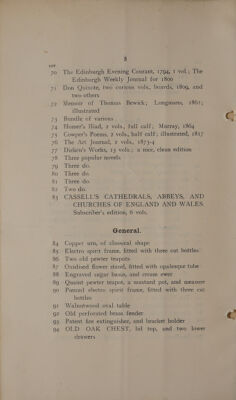 8
LOT
70 The Edinburgh Evening Courant, 1794, 1 vol.; The
Edinburgh Weekly Journal for 1800
71 Don Quixote, two curious vols., boards, 1809, and
two others
72 Memoir of Thomas Bewick; Longmans, 1862;
illustrated
73 Bundle of various
74 Homer's Iliad, 2 vols., full calf; Murray, 1864
75 Cowper's Poems, 2 vols., half calf; illustrated, 1817
76 The Art Journal, 2 vols., 1873-4
77 Dickens's Works, 15 vols.; a nice, clean edition
78 Three popular novels
79 Three do.
80 Three do.
81 Three do.
82 Two do.
83 CASSELL'S CATHEDRALS, ABBEYS, AND
CHURCHES OF ENGLAND AND WALES.
Subscriber's edition, 6 vols.
General.
84 Copper urn, of classical shape
85 Electro spirit frame, fitted with three cut bottles
86 Two old pewter teapots
87 Oxidised flower stand, fitted with opalesque tube
88 Engraved sugar basin, and cream ewer
89 Quaint pewter teapot, a mustard pot, and measure
90 Pierced electro spirit frame, fitted with three cut
bottles
91 Walnutwood oval table
92 Old perforated brass fender
93 Patent fire extinguisher, and bracket holder
94 OLD OAK CHEST, lid top, and two lower
drawers